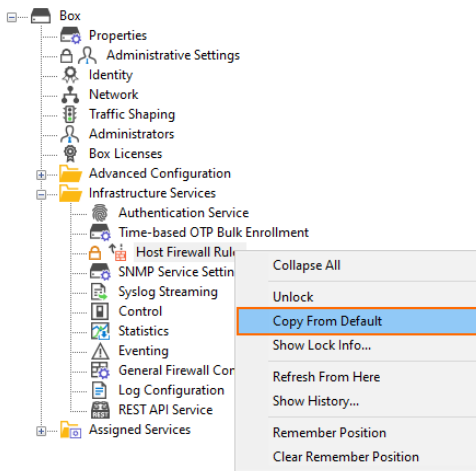 Box
Properties
Administrative Settings
Identity
Network
Traffic Shaping
Administrators
Box Licenses
Advanced Configuration
Infrastructure Services
Authentication Service
Time-based OTP Bulk Enrollment
Host Firewall Rule
SNMP Service Settin
Syslog Streaming
Control
Statistics
Eventing
General Firewall Con
Log Configuration
REST API Service
Assigned Services
Collapse All
Unlock
Copy From Default
Show Lock Info...
Refresh From Here
Show History...
Remember Position
Clear Remember Position